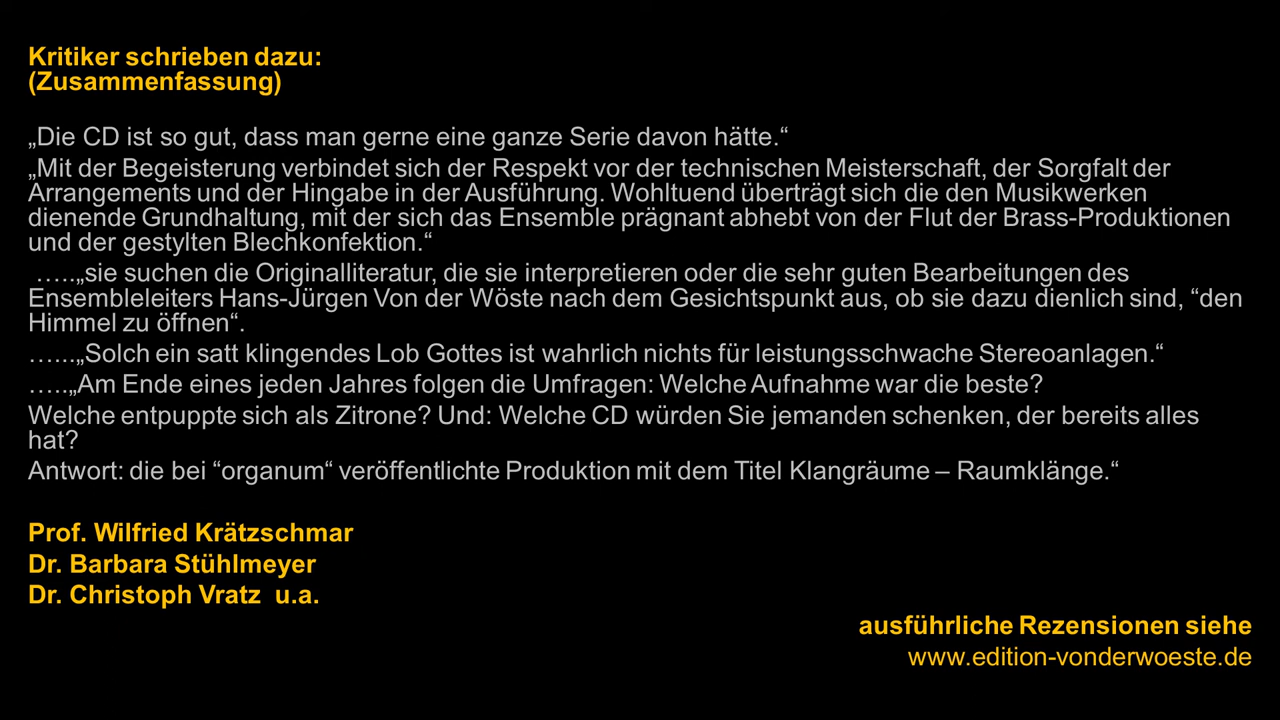 Kritiker schrieben dazu:
(Zusammenfassung)
„Die CD ist so gut, dass man gerne eine ganze Serie davon hätte.“
„Mit der Begeisterung verbindet sich der Respekt vor der technischen Meisterschaft, der Sorgfalt der
Arrangements und der Hingabe in der Ausführung. Wohltuend überträgt sich die den Musikwerken
dienende Grundhaltung, mit der sich das Ensemble prägnant abhebt von der Flut der Brass-Produktionen
und der gestylten Blechkonfektion.“
…..„sie suchen die Originalliteratur, die sie interpretieren oder die sehr guten Bearbeitungen des
Ensembleleiters Hans-Jürgen Von der Wöste nach dem Gesichtspunkt aus, ob sie dazu dienlich sind, “den
Himmel zu öffnen“.
…...„Solch ein satt klingendes Lob Gottes ist wahrlich nichts für leistungsschwache Stereoanlagen.“
…..„Am Ende eines jeden Jahres folgen die Umfragen: Welche Aufnahme war die beste?
Welche entpuppte sich als Zitrone? Und: Welche CD würden Sie jemanden schenken, der bereits alles
hat?
Antwort: die bei “organum“ veröffentlichte Produktion mit dem Titel Klangräume – Raumklänge.“
Prof. Wilfried Krätzschmar
Dr. Barbara Stühlmeyer
Dr. Christoph Vratz  u.a.
ausführliche Rezensionen siehe
www.edition-vonderwoeste.de